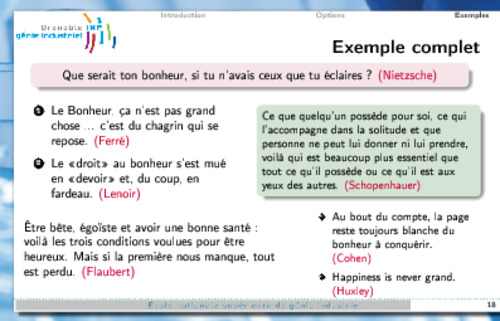 Introduction
Options
Exemples
Grenoble INP
génie industriel
Exemple complet
Que serait ton bonheur, si tu n'avais ceux que tu éclaires ? (Nietzsche)
1 Le Bonheur, ça n'est pas grand
chose ... c'est du chagrin qui se
repose. (Ferré)
2 Le «droit» au bonheur s'est mué
en «devoir» et, du coup, en
fardeau. (Lenoir)
Être bête, égoïste et avoir une bonne santé :
voilà les trois conditions voulues pour être
heureux. Mais si la première nous manque, tout
est perdu. (Flaubert)
Ce que quelqu'un possède pour soi, ce qui
l'accompagne dans la solitude et que
personne ne peut lui donner ni lui prendre,
voilà qui est beaucoup plus essentiel que
tout ce qu'il possède ou ce qu'il est aux
yeux des autres. (Schopenhauer)
Au bout du compte, la page
reste toujours blanche du
bonheur à conquérir.
(Cohen)
Happiness is never grand.
(Huxley)
École nationale supérieure de génie industriel
18